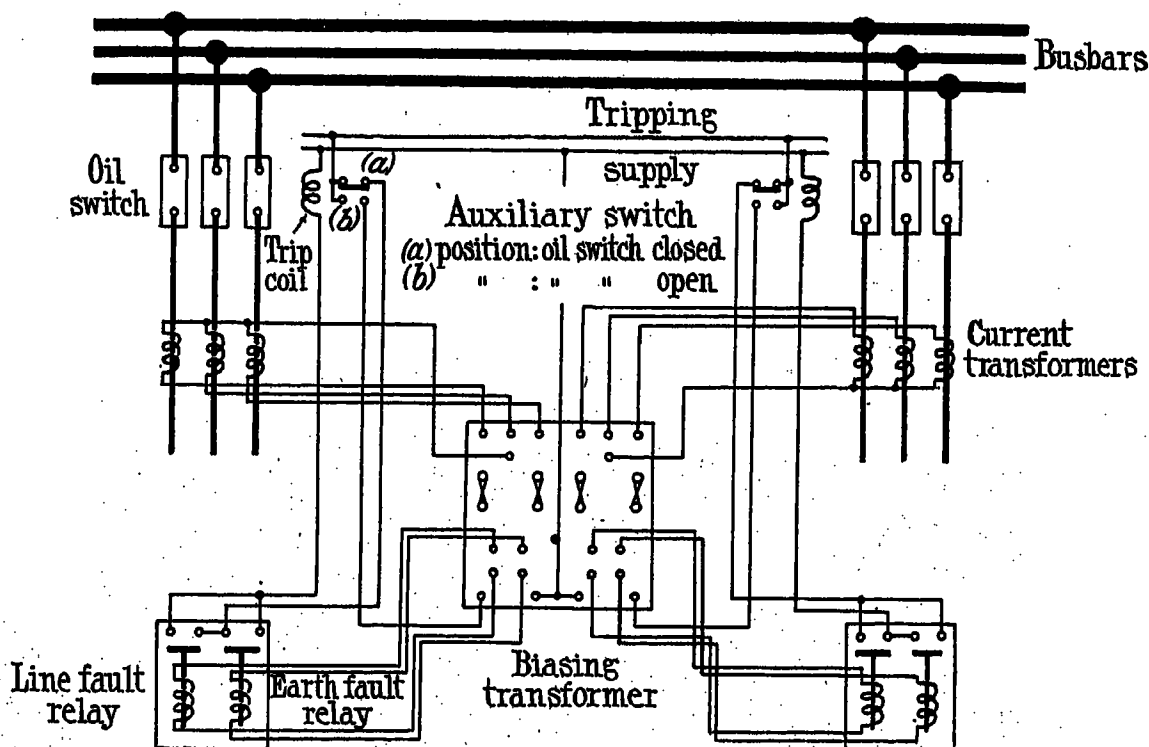 Busbars
Tripping
supply
Oil
switch
(a)
(b)
Trip
coil
Auxiliary switch
(a) position: oil switch closed
(b) " : " " open
Current
transformers
Line fault
relay
Earth fault
relay
Biasing
transformer